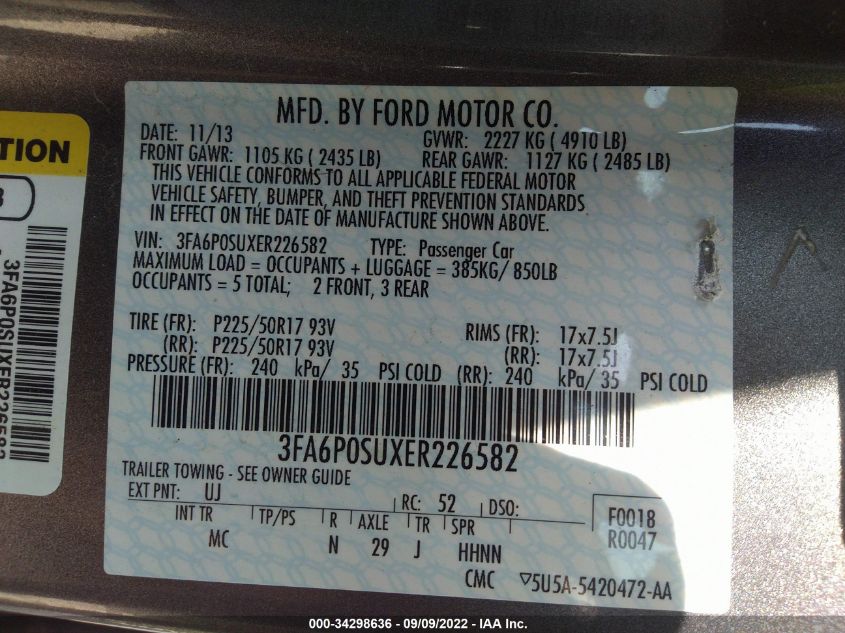 MFD. BY FORD MOTOR CO.
DATE: 11/13 GVWR: 2227 KG ( 4910 LB)
FRONT GAWR: 1105 KG ( 2435 LB) REAR GAWR: 1127 KG ( 2485 LB)
THIS VEHICLE CONFORMS TO ALL APPLICABLE FEDERAL MOTOR
VEHICLE SAFETY, BUMPER, AND THEFT PREVENTION STANDARDS
IN EFFECT ON THE DATE OF MANUFACTURE SHOWN ABOVE.
VIN: 3FA6P0SUXER226582 TYPE: Passenger Car
MAXIMUM LOAD = OCCUPANTS + LUGGAGE = 385KG/ 850LB
OCCUPANTS = 5 TOTAL; 2 FRONT, 3 REAR
TIRE (FR): P225/50R17 93V RIMS (FR): 17x7.5J
(RR): P225/50R17 93V (RR): 17x7.5J
PRESSURE (FR): 240 kPa/ 35 PSI COLD (RR): 240 kPa/ 35 PSI COLD
3FA6P0SUXER226582
TRAILER TOWING - SEE OWNER GUIDE
EXT PNT: UJ RC: 52 DSO:
INT TR TP/PS R AXLE TR SPR
MC N 29 J HHNN
F0018
R0047
CMC ▽5U5A-5420472-AA
TION
3FA6P0SUXER226582
000-34298636 - 09/09/2022 - IAA Inc.